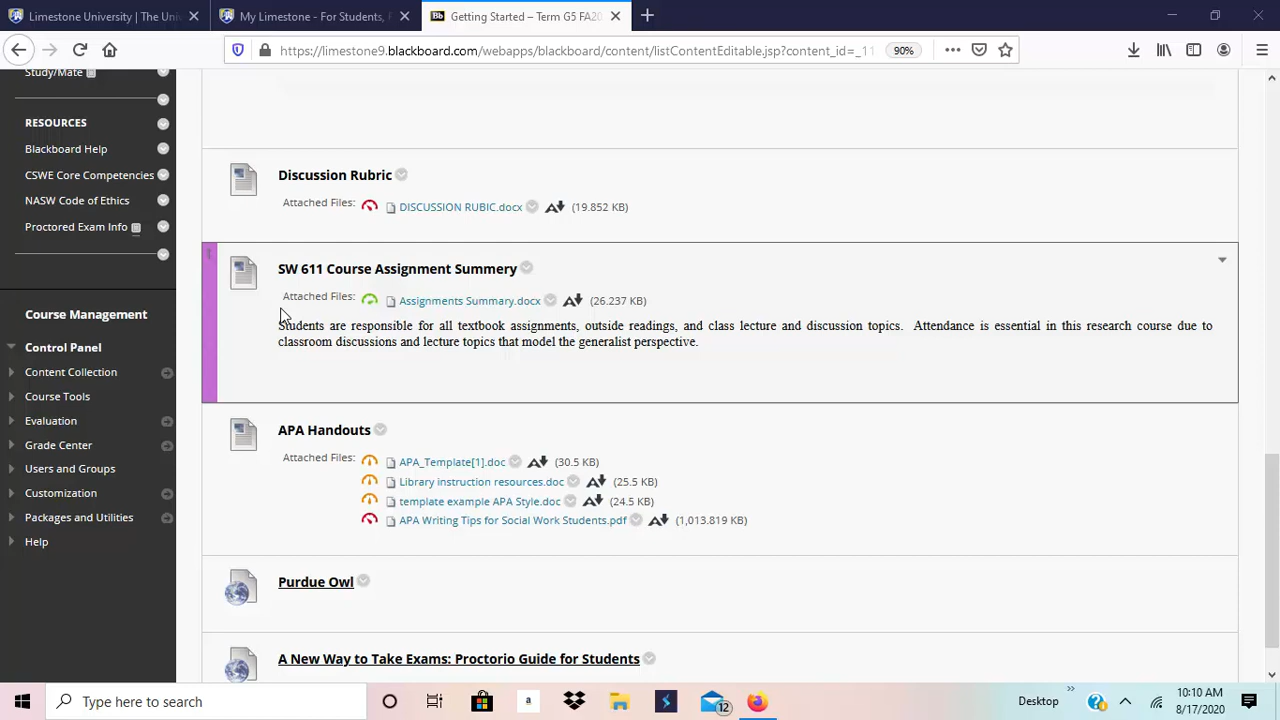 Limestone University | The Univ
My Limestone - For Students, F
Bb Getting Started – Term G5 FA20
https://limestone9.blackboard.com/webapps/blackboard/content/listContentEditable.jsp?content_id=_11
90%
Study/Mate
RESOURCES
Blackboard Help
CSWE Core Competencies
NASW Code of Ethics
Proctored Exam Info
Course Management
Control Panel
Content Collection
Course Tools
Evaluation
Grade Center
Users and Groups
Customization
Packages and Utilities
Help
Discussion Rubric
Attached Files: DISCUSSION RUBIC.docx (19.852 KB)
SW 611 Course Assignment Summary
Attached Files: Assignments Summary.docx (26.237 KB)
Students are responsible for all textbook assignments, outside readings, and class lecture and discussion topics. Attendance is essential in this research course due to
classroom discussions and lecture topics that model the generalist perspective.
APA Handouts
Attached Files: APA_Template[1].doc (30.5 KB)
Library instruction resources.doc (25.5 KB)
template example APA Style.doc (24.5 KB)
APA Writing Tips for Social Work Students.pdf (1,013.819 KB)
Purdue Owl
A New Way to Take Exams: Proctorio Guide for Students
Type here to search
a
12
Desktop
10:10 AM
8/17/2020